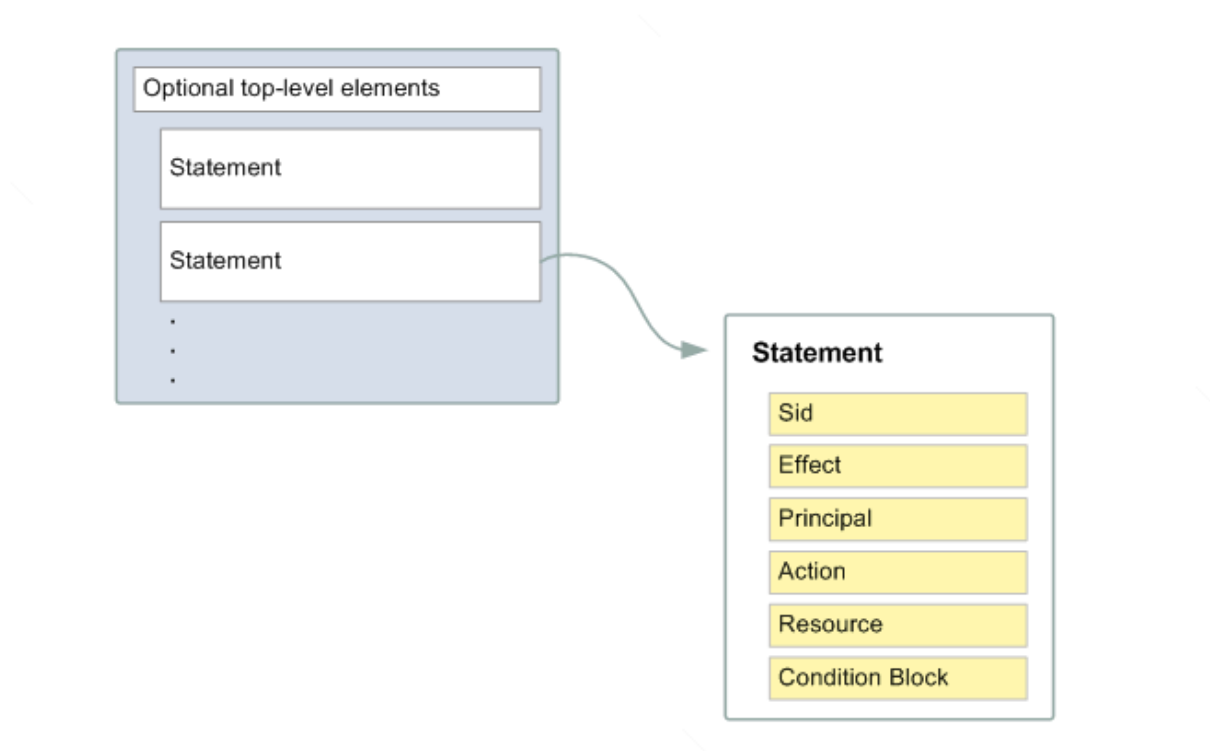 Optional top-level elements
Statement
Statement
.
.
.
Statement
Sid
Effect
Principal
Action
Resource
Condition Block